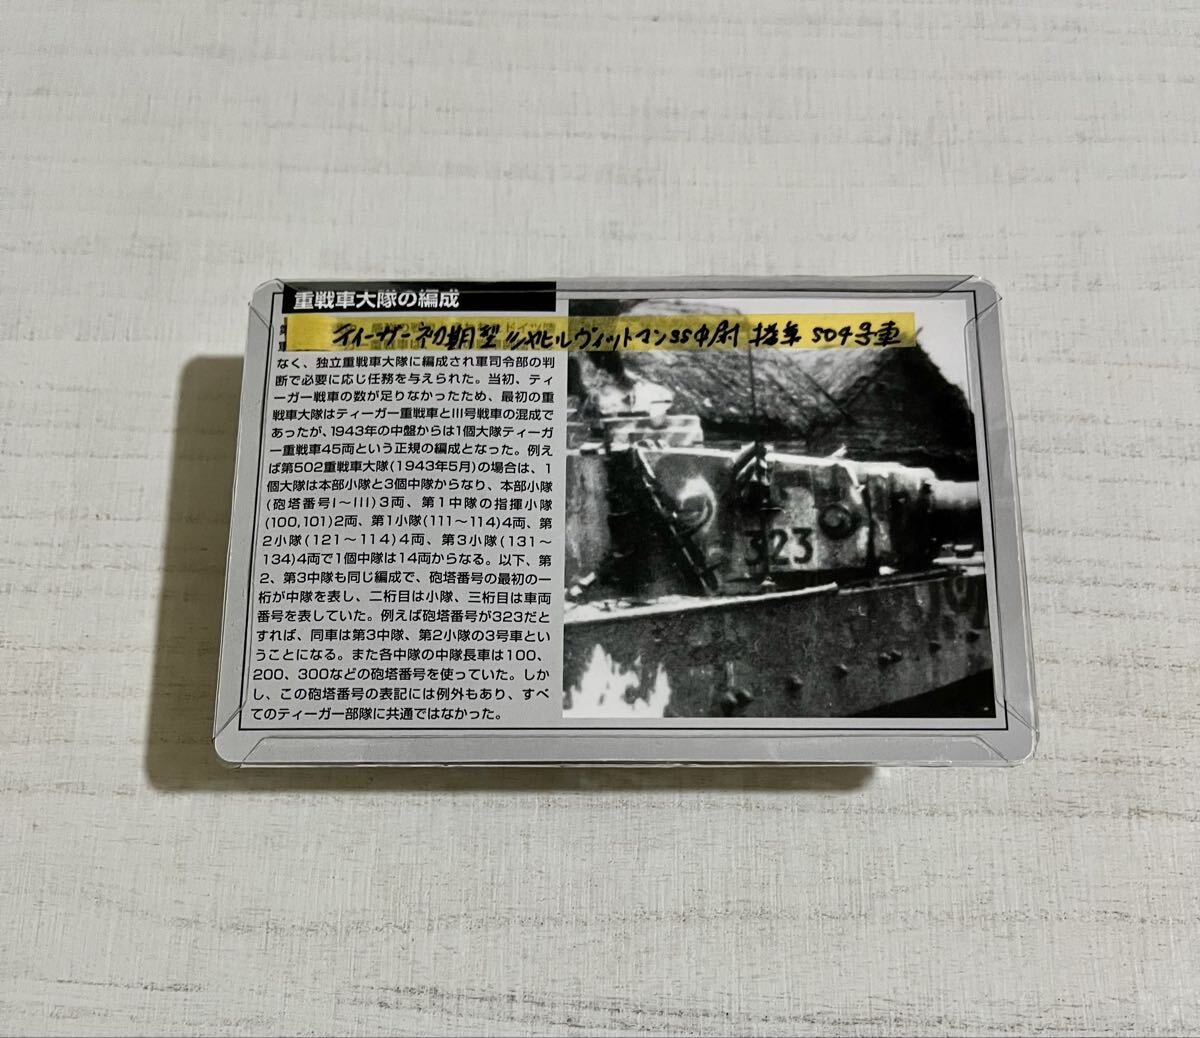 重戦車大隊の編成
ティーガー初期型 ミハヒルヴィットマンSS中尉 搭乗 S04号車
なく、独立重戦車大隊に編成され軍司令部の判
断で必要に応じ任務を与えられた。当初、ティ
ーガー戦車の数が足りなかったため、最初の重
戦車大隊はティーガー重戦車とIII号戦車の混成で
あったが、1943年の中盤からは1個大隊ティーガ
ー重戦車45両という正規の編成となった。例え
ば第502重戦車大隊(1943年5月)の場合は、1
個大隊は本部小隊と3個中隊からなり、本部小隊
(砲塔番号I～III)3両、第1中隊の指揮小隊
(100,101)2両、第1小隊(111～114)4両、第
2小隊(121～114)4両、第3小隊(131～
134)4両で1個中隊は14両からなる。以下、第
2、第3中隊も同じ編成で、砲塔番号の最初の一
桁が中隊を表し、二桁目は小隊、三桁目は車両
番号を表していた。例えば砲塔番号が323だと
すれば、同車は第3中隊、第2小隊の3号車とい
うことになる。また各中隊の中隊長車は100、
200、300などの砲塔番号を使っていた。しか
し、この砲塔番号の表記には例外もあり、すべ
てのティーガー部隊に共通ではなかった。
323